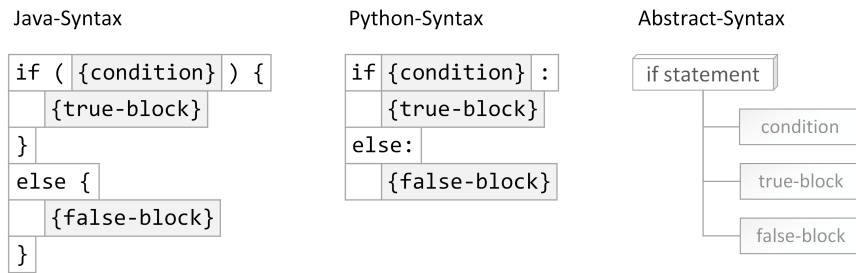 Java-Syntax
if ( {condition} ) {
{true-block}
}
else {
{false-block}
}
Python-Syntax
if {condition} :
{true-block}
else:
{false-block}
Abstract-Syntax
if statement
condition
true-block
false-block